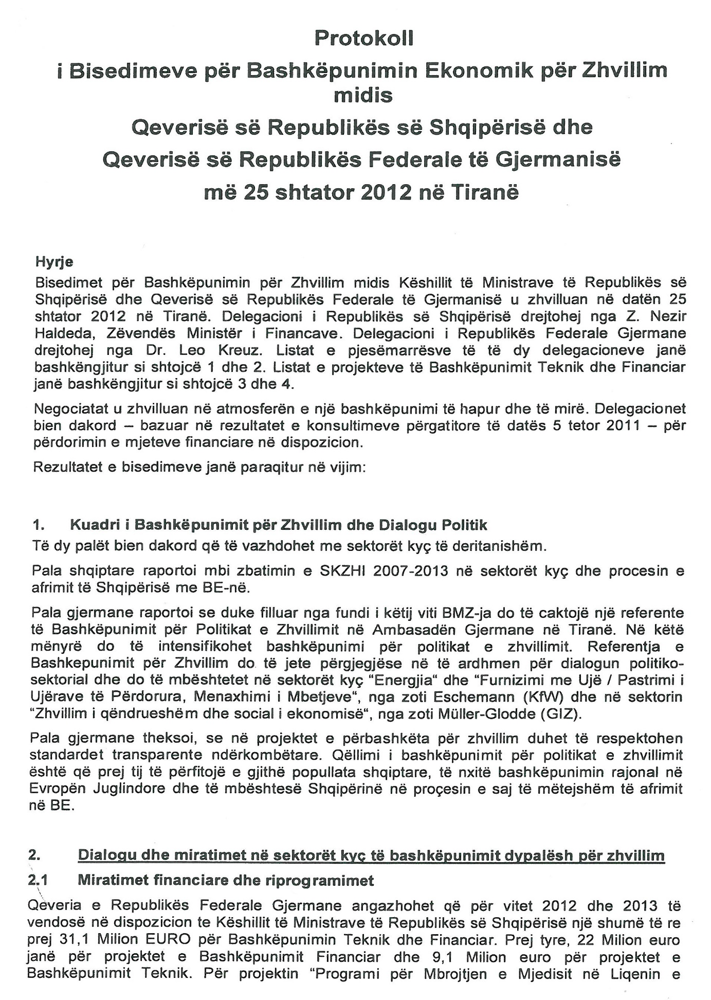 Protokoll
i Bisedimeve për Bashkëpunimin Ekonomik për Zhvillim
midis
Qeverisë së Republikës së Shqipërisë dhe
Qeverisë së Republikës Federale të Gjermanisë
më 25 shtator 2012 në Tiranë
Hyrje
Bisedimet për Bashkëpunimin për Zhvillim midis Këshillit të Ministrave të Republikës së
Shqipërisë dhe Qeverisë së Republikës Federale të Gjermanisë u zhvilluan në datën 25
shtator 2012 në Tiranë. Delegacioni i Republikës së Shqipërisë drejtohej nga Z. Nezir
Haldeda, Zëvendës Ministër i Financave. Delegacioni i Republikës Federale Gjermane
drejtohej nga Dr. Leo Kreuz. Listat e pjesëmarrësve të të dy delegacioneve janë
bashkëngjitur si shtojcë 1 dhe 2. Listat e projekteve të Bashkëpunimit Teknik dhe Financiar
janë bashkëngjitur si shtojcë 3 dhe 4.
Negociatat u zhvilluan në atmosferën e një bashkëpunimi të hapur dhe të mirë. Delegacionet
bien dakord – bazuar në rezultatet e konsultimeve përgatitore të datës 5 tetor 2011 – për
përdorimin e mjeteve financiare në dispozicion.
Rezultatet e bisedimeve janë paraqitur në vijim:
1. Kuadri i Bashkëpunimit për Zhvillim dhe Dialogu Politik
Të dy palët bien dakord që të vazhdohet me sektorët kyç të deritanishëm.
Pala shqiptare raportoi mbi zbatimin e SKZHI 2007-2013 në sektorët kyç dhe procesin e
afrimit të Shqipërisë me BE-në.
Pala gjermane raportoi se duke filluar nga fundi i këtij viti BMZ-ja do të caktojë një referente
të Bashkëpunimit për Politikat e Zhvillimit në Ambasadën Gjermane në Tiranë. Në këtë
mënyrë do të intensifikohet bashkëpunimi për politikat e zhvillimit. Referentja e
Bashkepunimit për Zhvillim do të jete përgjegjëse në të ardhmen për dialogun politiko-
sektorial dhe do të mbështetet në sektorët kyç “Energjia“ dhe “Furnizimi me Ujë / Pastrimi i
Ujërave të Përdorura, Menaxhimi i Mbetjeve“, nga zoti Eschemann (KfW) dhe në sektorin
“Zhvillim i qëndrueshëm dhe social i ekonomisë“, nga zoti Müller-Glodde (GIZ).
Pala gjermane theksoi, se në projektet e përbashkëta për zhvillim duhet të respektohen
standardet transparente ndërkombëtare. Qëllimi i bashkëpunimit për politikat e zhvillimit
është që prej tij të përfitojë e gjithë popullata shqiptare, të nxitë bashkëpunimin rajonal në
Evropën Juglindore dhe të mbështesë Shqipërinë në proçesin e saj të mëtejshëm të afrimit
në BE.
2. Dialogu dhe miratimet në sektorët kyç të bashkëpunimit dypalësh për zhvillim
2.1 Miratimet financiare dhe riprogramimet
Qeveria e Republikës Federale Gjermane angazhohet që për vitet 2012 dhe 2013 të
vendosë në dispozicion te Këshillit të Ministrave të Republikës së Shqipërisë një shumë të re
prej 31,1 Milion EURO për Bashkëpunimin Teknik dhe Financiar. Prej tyre, 22 Milion euro
janë për projektet e Bashkëpunimit Financiar dhe 9,1 Milion euro për projektet e
Bashkëpunimit Teknik. Për projektin “Programi për Mbrojtjen e Mjedisit në Liqenin e